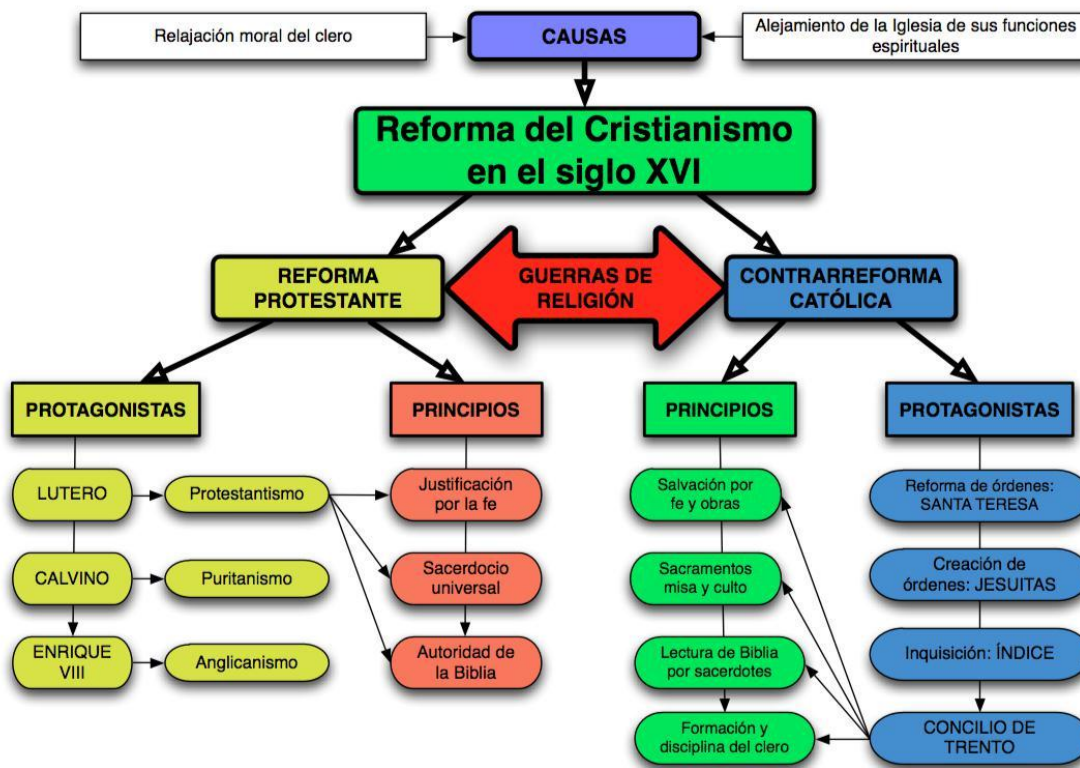 Relajación moral del clero
CAUSAS
Alejamiento de la Iglesia de sus funciones
espirituales
Reforma del Cristianismo
en el siglo XVI
REFORMA
PROTESTANTE
GUERRAS DE
RELIGIÓN
CONTRARREFORMA
CATÓLICA
PROTAGONISTAS
PRINCIPIOS
PRINCIPIOS
PROTAGONISTAS
LUTERO
Protestantismo
Justificación
por la fe
Salvación por
fe y obras
Reforma de órdenes:
SANTA TERESA
CALVINO
Puritanismo
Sacerdocio
universal
Sacramentos
misa y culto
Creación de
órdenes: JESUITAS
ENRIQUE
VIII
Anglicanismo
Autoridad de
la Biblia
Lectura de Biblia
por sacerdotes
Inquisición: ÍNDICE
Formación y
disciplina del clero
CONCILIO DE
TRENTO